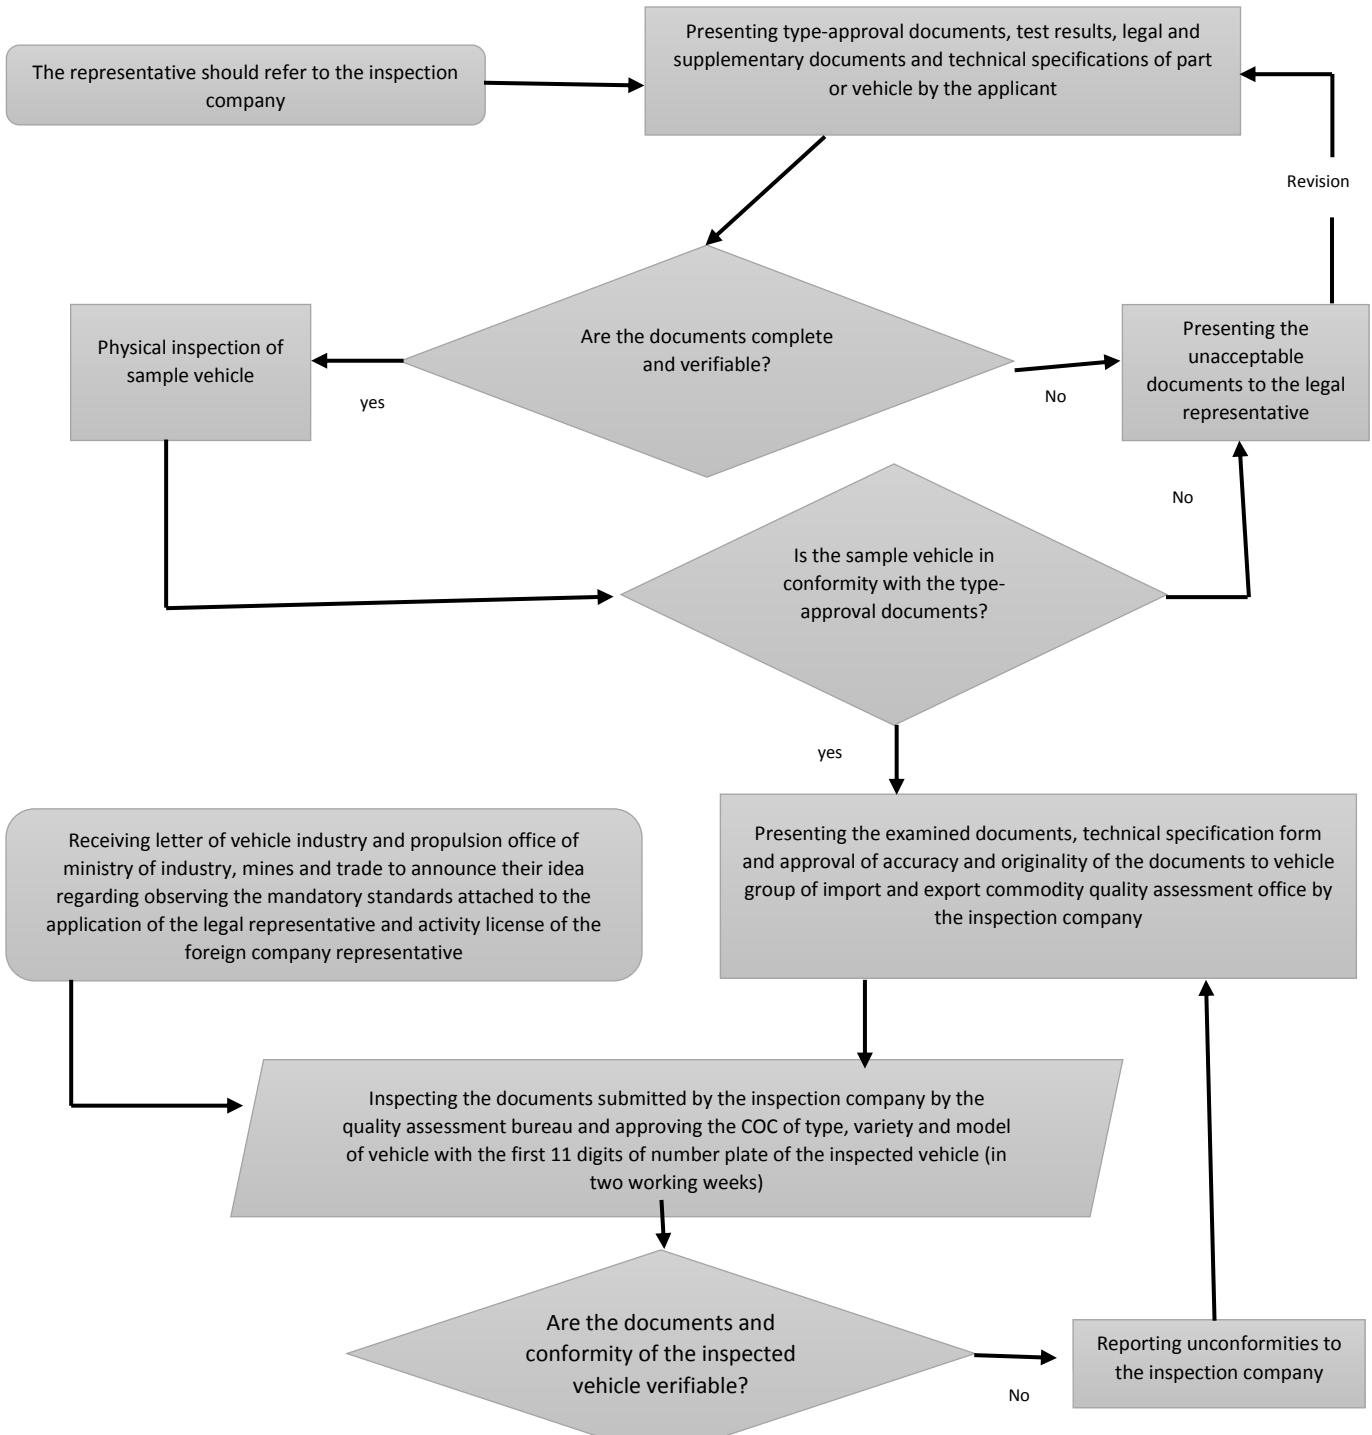 Presenting type-approval documents, test results, legal and
supplementary documents and technical specifications of part
or vehicle by the applicant
The representative should refer to the inspection
company
Revision
Are the documents complete
and verifiable?
Physical inspection of
sample vehicle
yes
No
Presenting the
unacceptable
documents to the legal
representative
No
Is the sample vehicle in
conformity with the type-
approval documents?
yes
Receiving letter of vehicle industry and propulsion office of
ministry of industry, mines and trade to announce their idea
regarding observing the mandatory standards attached to the
application of the legal representative and activity license of the
foreign company representative
Presenting the examined documents, technical specification form
and approval of accuracy and originality of the documents to vehicle
group of import and export commodity quality assessment office by
the inspection company
Inspecting the documents submitted by the inspection company by the
quality assessment bureau and approving the COC of type, variety and model
of vehicle with the first 11 digits of number plate of the inspected vehicle (in
two working weeks)
Are the documents and
conformity of the inspected
vehicle verifiable?
No
Reporting unconformities to
the inspection company